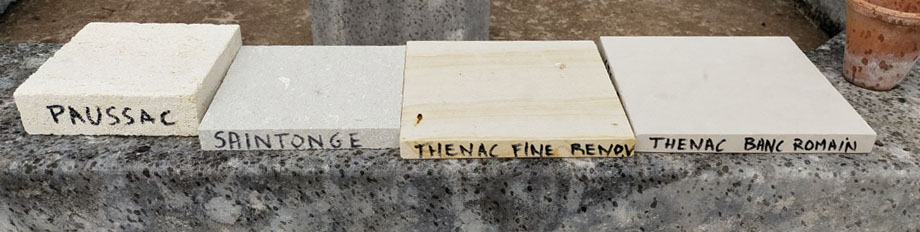 PAUSSAC
SAINTONGE
THENAC FINE RENOV
THENAC BANC ROMAIN